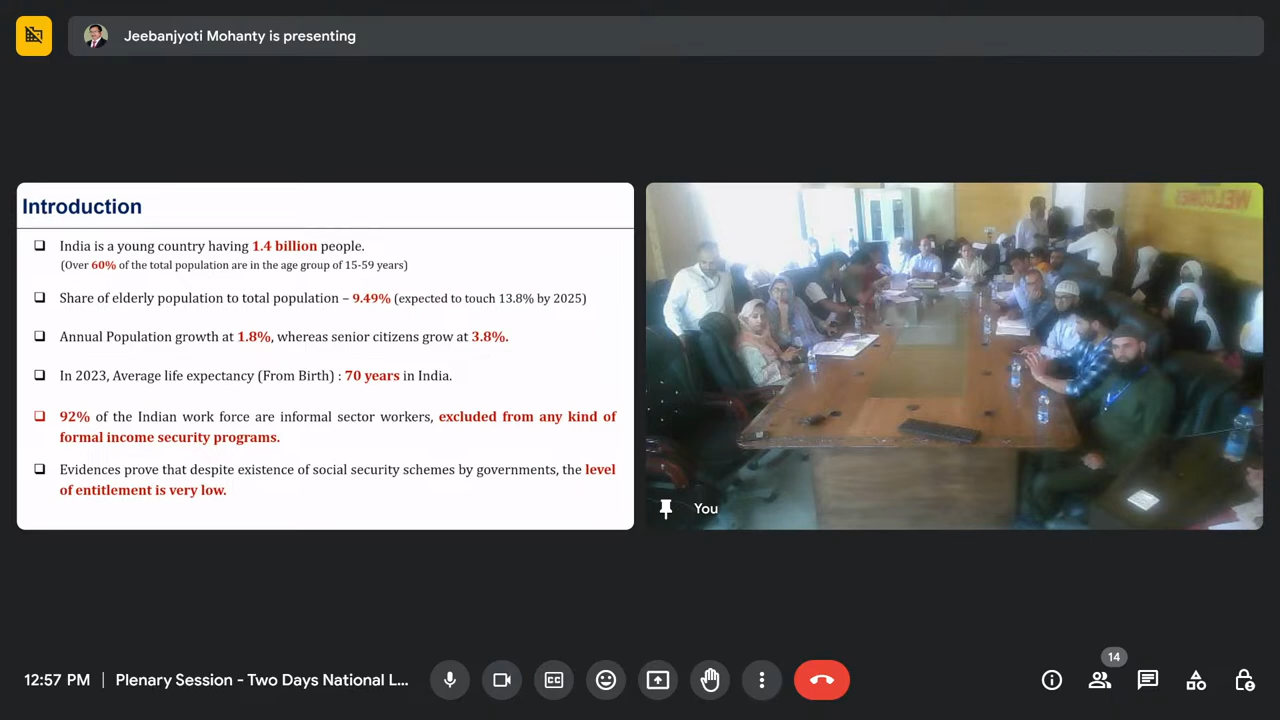 Jeebanjyoti Mohanty is presenting
Introduction
India is a young country having 1.4 billion people.
(Over 60% of the total population are in the age group of 15-59 years)
Share of elderly population to total population – 9.49% (expected to touch 13.8% by 2025)
Annual Population growth at 1.8%, whereas senior citizens grow at 3.8%.
In 2023, Average life expectancy (From Birth) : 70 years in India.
92% of the Indian work force are informal sector workers, excluded from any kind of
formal income security programs.
Evidences prove that despite existence of social security schemes by governments, the level
of entitlement is very low.
WELCOMES
You
14
12:57 PM | Plenary Session - Two Days National L...
CC